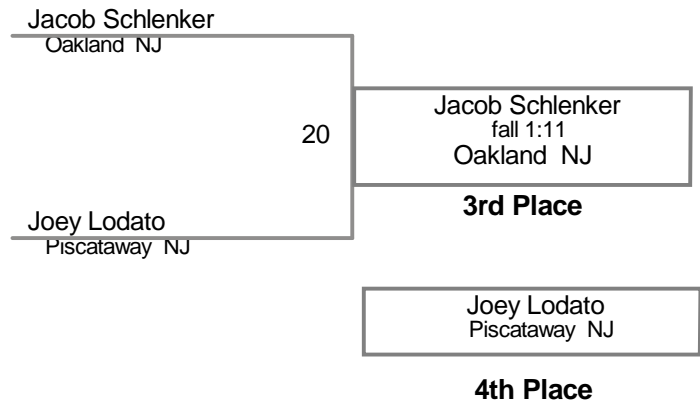 Jacob Schlenker
Oakland NJ
20
Jacob Schlenker
fall 1:11
Oakland NJ
3rd Place
Joey Lodato
Piscataway NJ
Joey Lodato
Piscataway NJ
4th Place